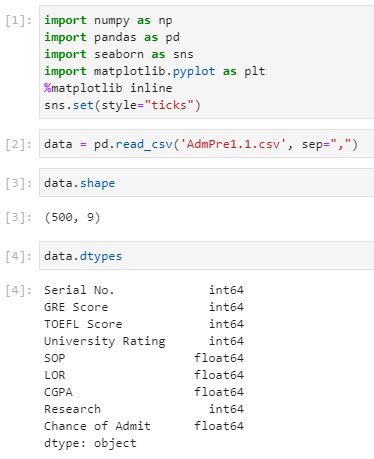 [1]: import numpy as np
import pandas as pd
import seaborn as sns
import matplotlib.pyplot as plt
%matplotlib inline
sns.set(style="ticks")
[2]: data = pd.read_csv('AdmPre1.1.csv', sep=",")
[3]: data.shape
[3]: (500, 9)
[4]: data.dtypes
[4]: Serial No. int64
GRE Score int64
TOEFL Score int64
University Rating int64
SOP float64
LOR float64
CGPA float64
Research int64
Chance of Admit float64
dtype: object